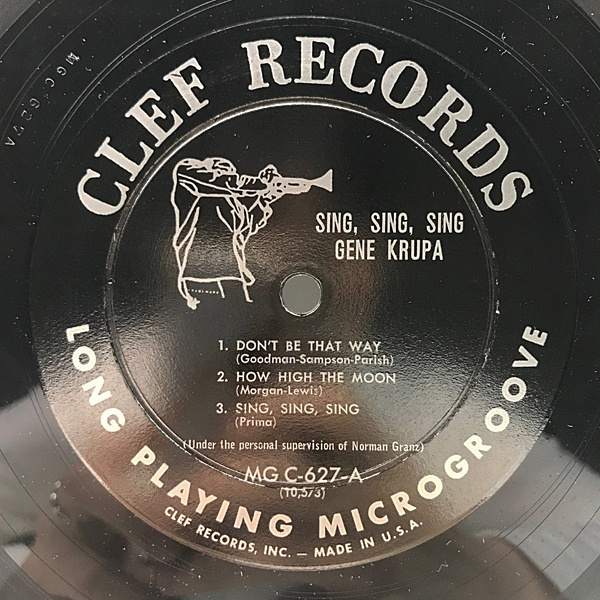 CLEF RECORDS
SING, SING, SING
GENE KRUPA
1. DON'T BE THAT WAY
(Goodman-Sampson-Parish)
2. HOW HIGH THE MOON
(Morgan-Lewis)
3. SING, SING, SING
(Prima)
(Under the personal supervision of Norman Granz)
MG C-627-A
(10,573)
LONG PLAYING MICROGROOVE
CLEF RECORDS, INC. — MADE IN U.S.A.